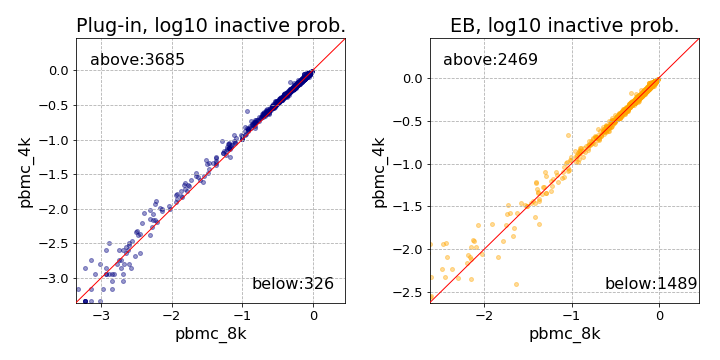 Plug-in, log10 inactive prob.
above:3685
0.0
−0.5
−1.0
−1.5
−2.0
−2.5
−3.0
pbmc_4k
below:326
−3
−2
−1
0
pbmc_8k
EB, log10 inactive prob.
above:2469
0.0
−0.5
−1.0
−1.5
−2.0
−2.5
pbmc_4k
below:1489
−2
−1
0
pbmc_8k